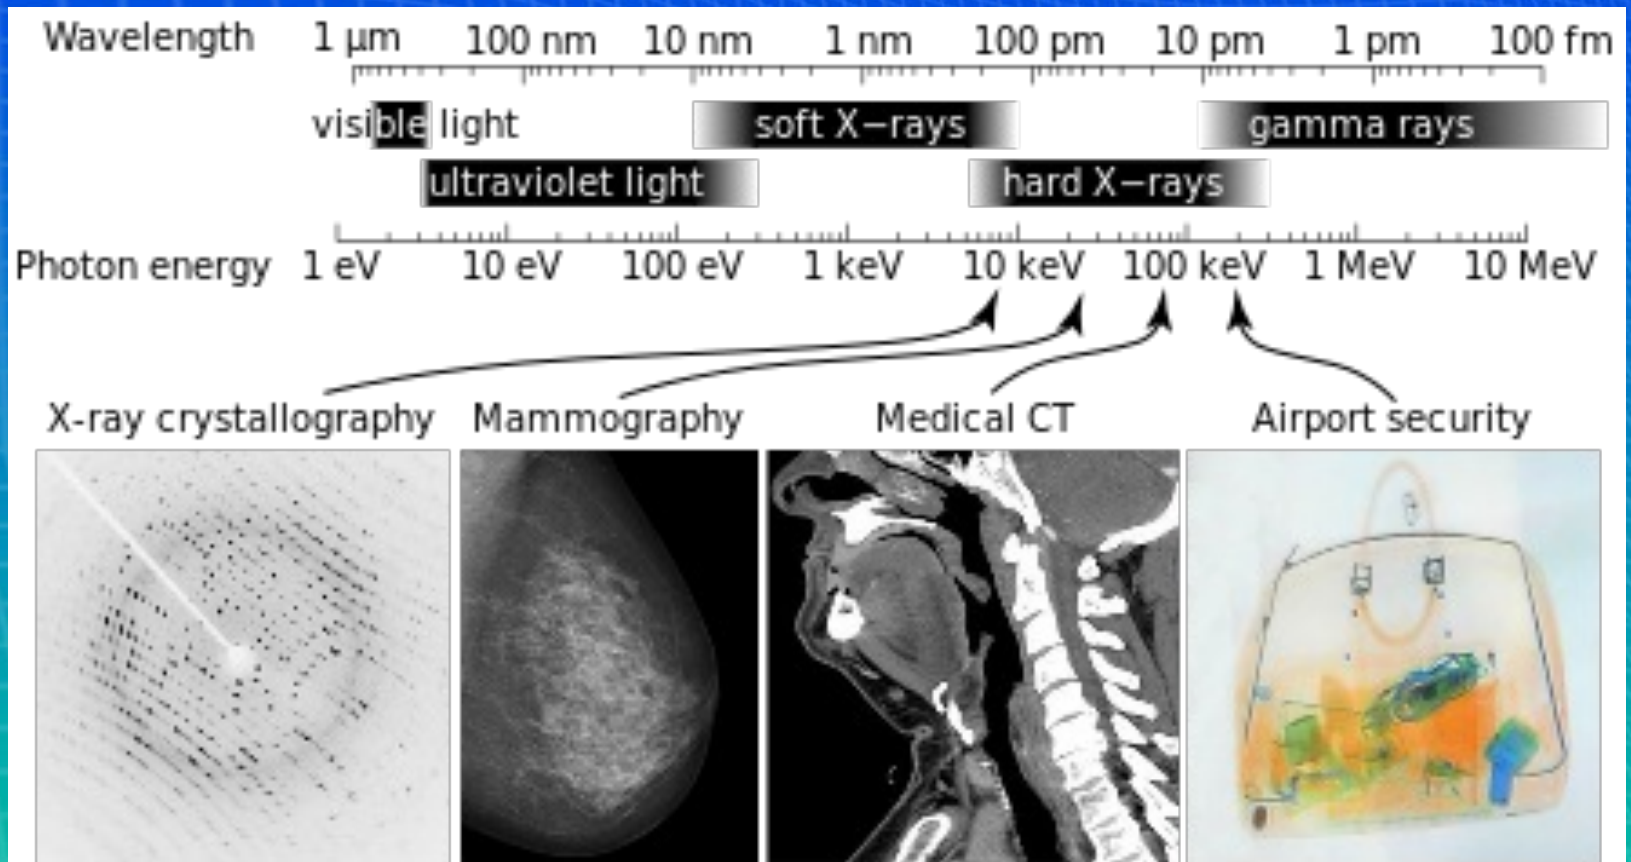 Wavelength 1 µm 100 nm 10 nm 1 nm 100 pm 10 pm 1 pm 100 fm
visible light soft X−rays gamma rays
ultraviolet light hard X−rays
Photon energy 1 eV 10 eV 100 eV 1 keV 10 keV 100 keV 1 MeV 10 MeV
X-ray crystallography Mammography Medical CT Airport security